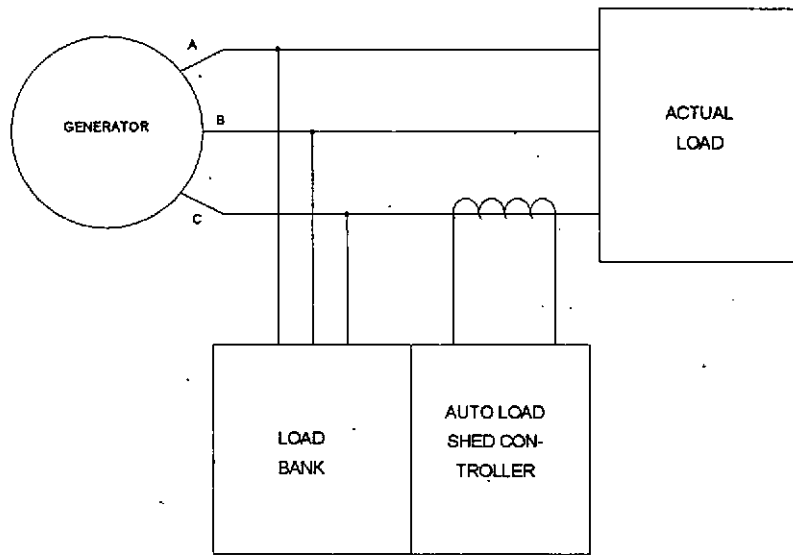 A
GENERATOR
B
C
ACTUAL
LOAD
LOAD
BANK
AUTO LOAD
SHED CON-
TROLLER